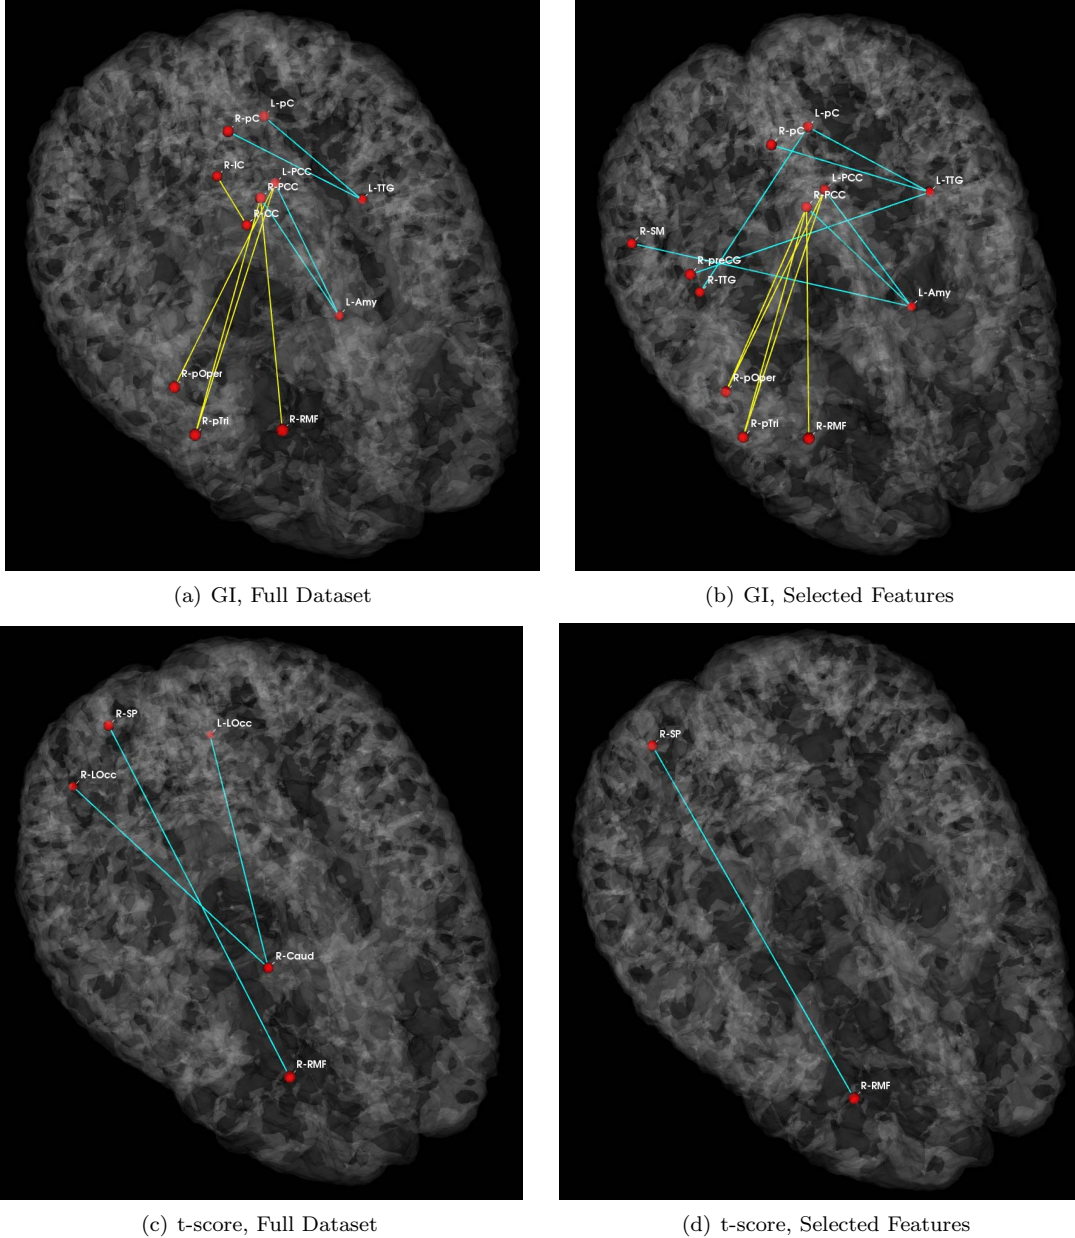 L-pC
R-pC
R-IC
L-PCC
R-PCC
L-TTG
R-CC
L-Amy
R-pOper
R-pTri
R-RMF
L-pC
R-pC
L-PCC
L-TTG
R-PCC
R-SM
R-preCG
R-TTG
L-Amy
R-pOper
R-pTri
R-RMF
(a) GI, Full Dataset
(b) GI, Selected Features
R-SP
L-LOcc
R-LOcc
R-Caud
R-RMF
R-SP
R-RMF
(c) t-score, Full Dataset
(d) t-score, Selected Features